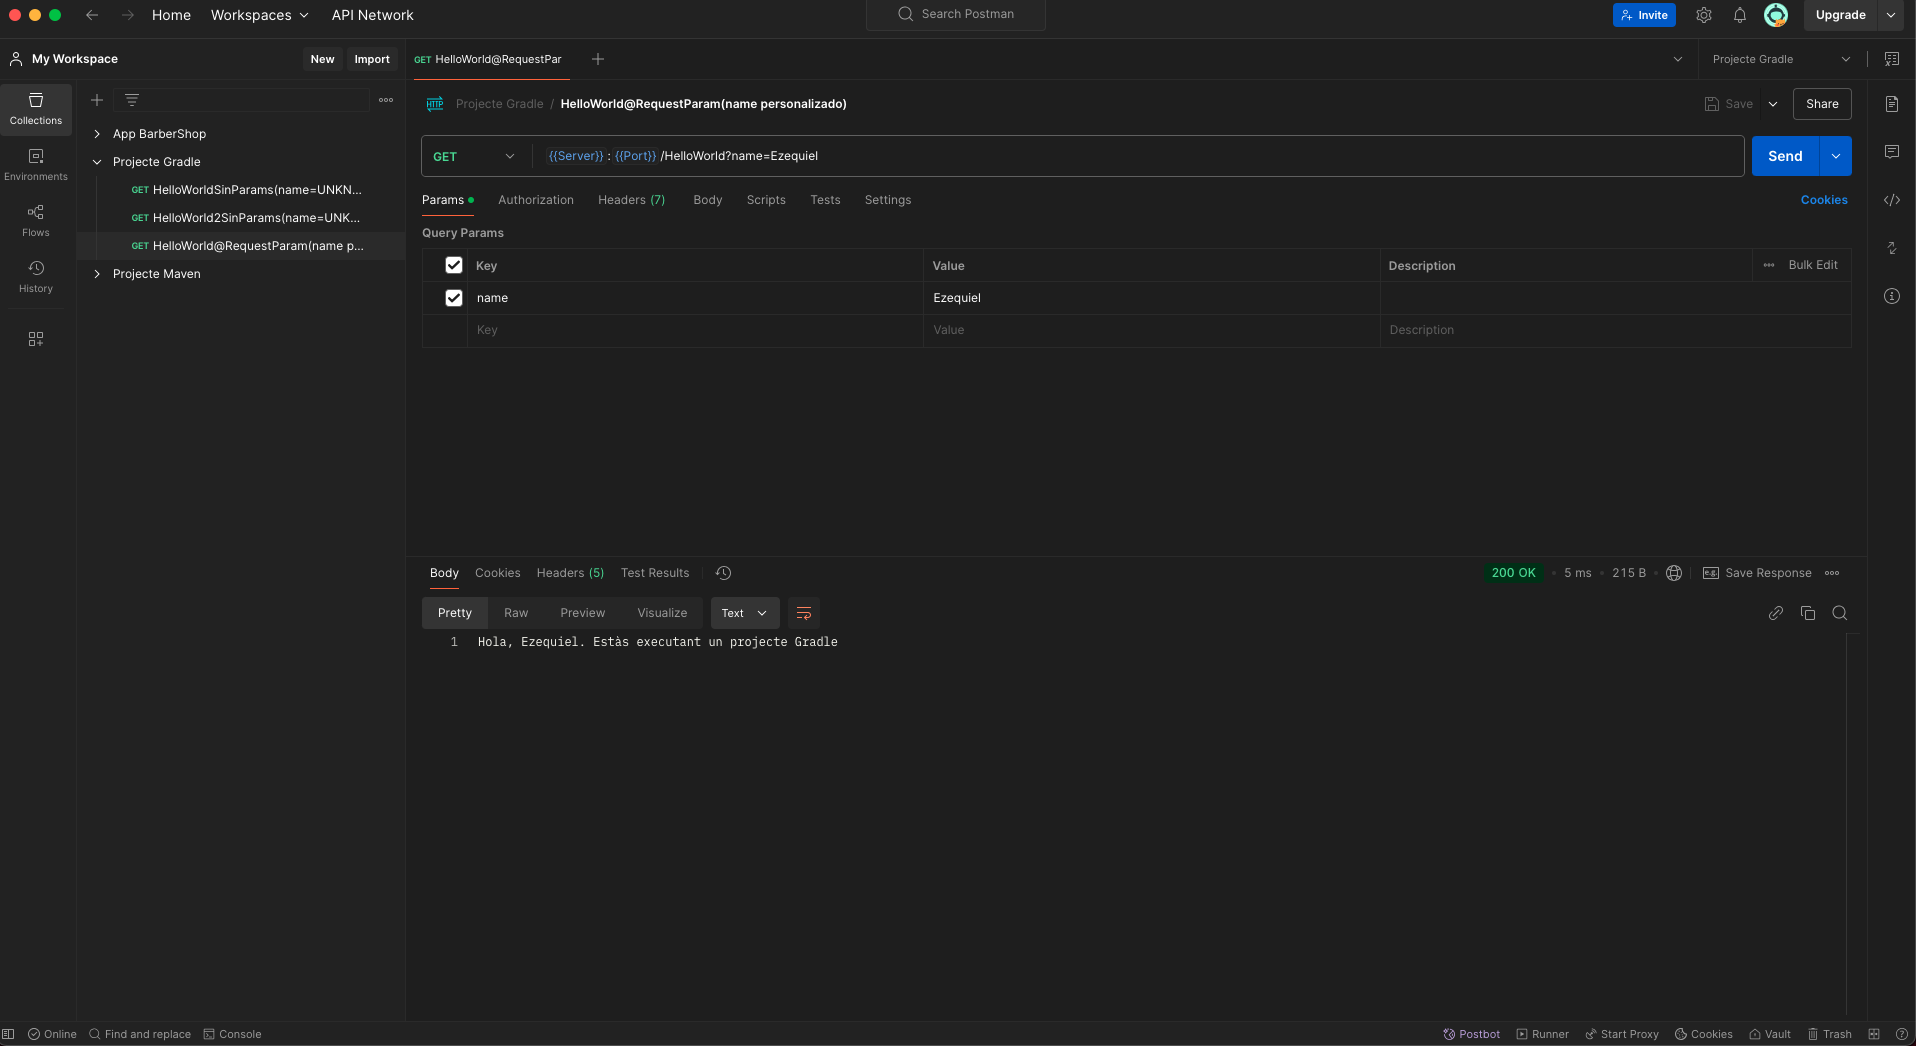 Home Workspaces API Network Search Postman Invite Upgrade
My Workspace New Import GET HelloWorld@RequestPar Projecte Gradle
Collections
Environments
Flows
History
App BarberShop
Projecte Gradle
GET HelloWorldSinParams(name=UNKN...
GET HelloWorld2SinParams(name=UNK...
GET HelloWorld@RequestParam(name p...
Projecte Maven
HTTP Projecte Gradle / HelloWorld@RequestParam(name personalizado) Save Share
GET {{Server}} : {{Port}} /HelloWorld?name=Ezequiel Send
Params Authorization Headers (7) Body Scripts Tests Settings Cookies
Query Params
Key Value Description Bulk Edit
name Ezequiel
Key Value Description
Body Cookies Headers (5) Test Results 200 OK • 5 ms • 215 B • e.g. Save Response
Pretty Raw Preview Visualize Text
1 Hola, Ezequiel. Estàs executant un projecte Gradle
Online Find and replace Console Postbot Runner Start Proxy Cookies Vault Trash